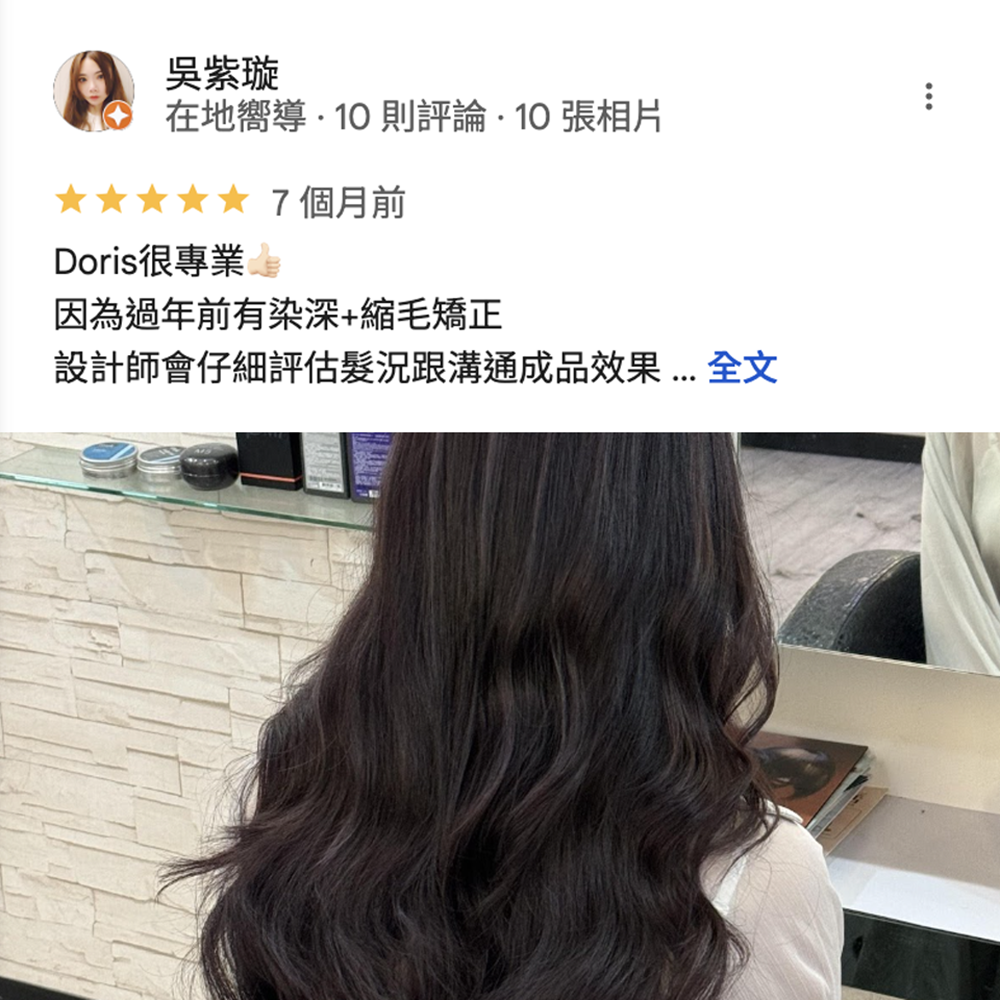 吳紫璇
在地嚮導 · 10 則評論 · 10 張相片
7 個月前
Doris很專業👍🏻
因為過年前有染深+縮毛矯正
設計師會仔細評估髮況跟溝通成品效果 ... 全文